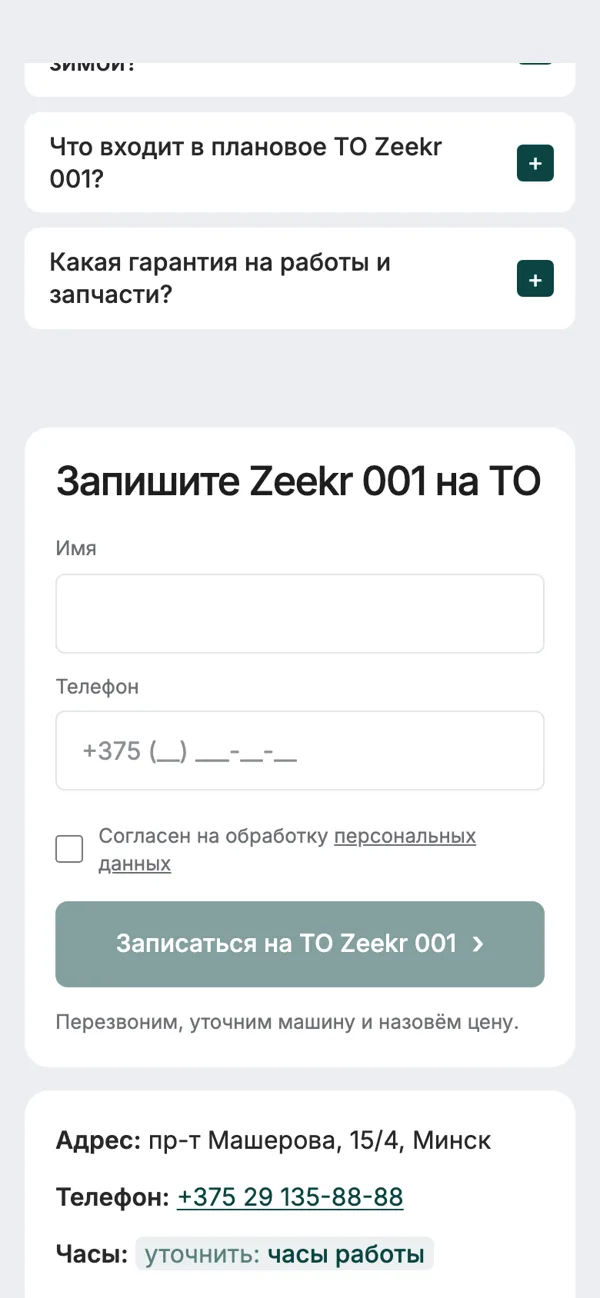 зимой?
Что входит в плановое ТО Zeekr
001?
+
Какая гарантия на работы и
запчасти?
+
Запишите Zeekr 001 на ТО
Имя
Телефон
+375 (__) ___-__-__
Согласен на обработку персональных
данных
Записаться на ТО Zeekr 001 ›
Перезвоним, уточним машину и назовём цену.
Адрес: пр-т Машерова, 15/4, Минск
Телефон: +375 29 135-88-88
Часы: уточнить: часы работы